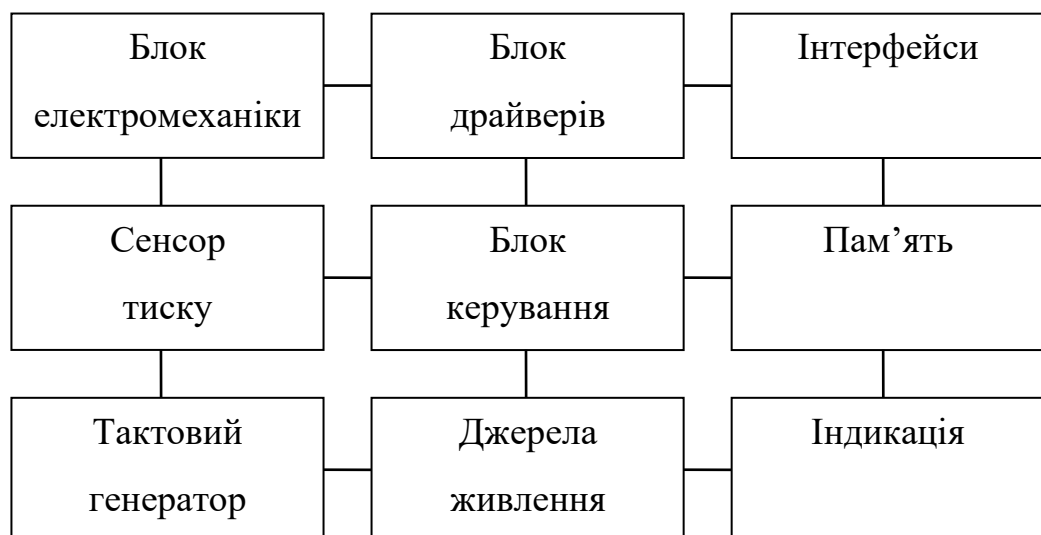 Блок
електромеханіки
Блок
драйверів
Інтерфейси
Сенсор
тиску
Блок
керування
Пам’ять
Тактовий
генератор
Джерела
живлення
Індикація